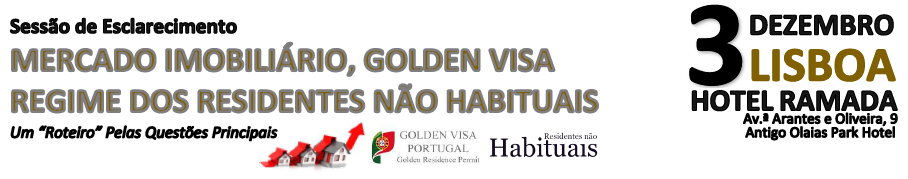 Sessão de Esclarecimento
MERCADO IMOBILIÁRIO, GOLDEN VISA
REGIME DOS RESIDENTES NÃO HABITUAIS
Um “Roteiro” Pelas Questões Principais
GOLDEN VISA
PORTUGAL
Golden Residence Permit
Residentes não
Habituais
3 DEZEMBRO
LISBOA
HOTEL RAMADA
Av.ª Arantes e Oliveira, 9
Antigo Olaias Park Hotel